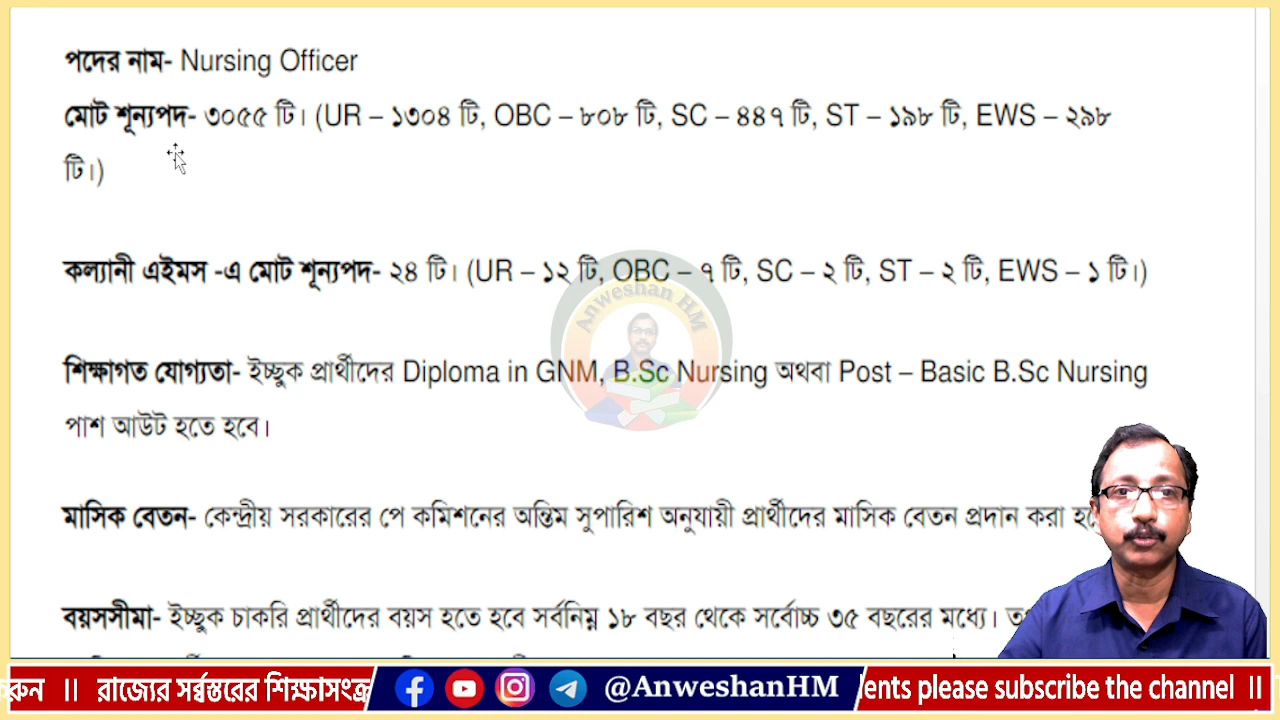 পদের নাম- Nursing Officer
মোট শূন্যপদ- ৩০৫৫ টি। (UR – ১৩০৪ টি, OBC – ৮০৮ টি, SC – ৪৪৭ টি, ST – ১৯৮ টি, EWS – ২৯৮
টি।)
কল্যানী এইমস -এ মোট শূন্যপদ- ২৪ টি। (UR – ১২ টি, OBC – ৭ টি, SC – ২ টি, ST – ২ টি, EWS – ১ টি।)
Anweshan HM
শিক্ষাগত যোগ্যতা- ইচ্ছুক প্রার্থীদের Diploma in GNM, B.Sc Nursing অথবা Post – Basic B.Sc Nursing
পাশ আউট হতে হবে।
মাসিক বেতন- কেন্দ্রীয় সরকারের পে কমিশনের অন্তিম সুপারিশ অনুযায়ী প্রার্থীদের মাসিক বেতন প্রদান করা
বয়সসীমা- ইচ্ছুক চাকরি প্রার্থীদের বয়স হতে হবে সর্বনিম্ন ১৮ বছর থেকে সর্বোচ্চ ৩৫ বছরের মধ্যে।
রুন ॥ রাজ্যের সর্ব্বস্তরের শিক্ষাসংক্র @AnweshanHM ents please subscribe the channel ॥